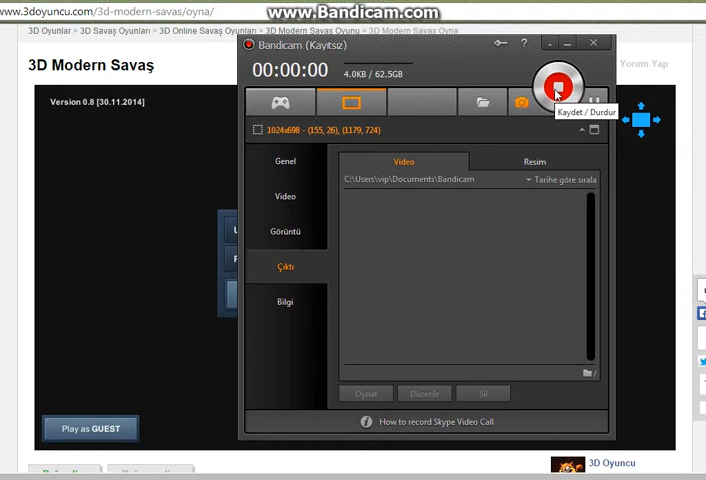 www.3doyuncu.com/3d-modern-savas/oyna/
www.Bandicam.com
3D Oyunlar > 3D Savaş Oyunları > 3D Online Savaş Oyunları > 3D Modern Savaş Oyunu > 3D Modern Savaş Oyna
3D Modern Savaş
Yorum Yap
Version 0.8 [30.11.2014]
Bandicam (Kayıtsız)
?
00:00:00
4.0KB / 62.5GB
Kaydet / Durdur
1024x698 - (155, 26), (1179, 724)
Genel
Video
Görüntü
Çıktı
Bilgi
Video
Resim
C:\Users\vip\Documents\Bandicam
Tarihe göre sırala
Oynat
Düzenle
Sil
How to record Skype Video Call
Play as GUEST
3D Oyuncu